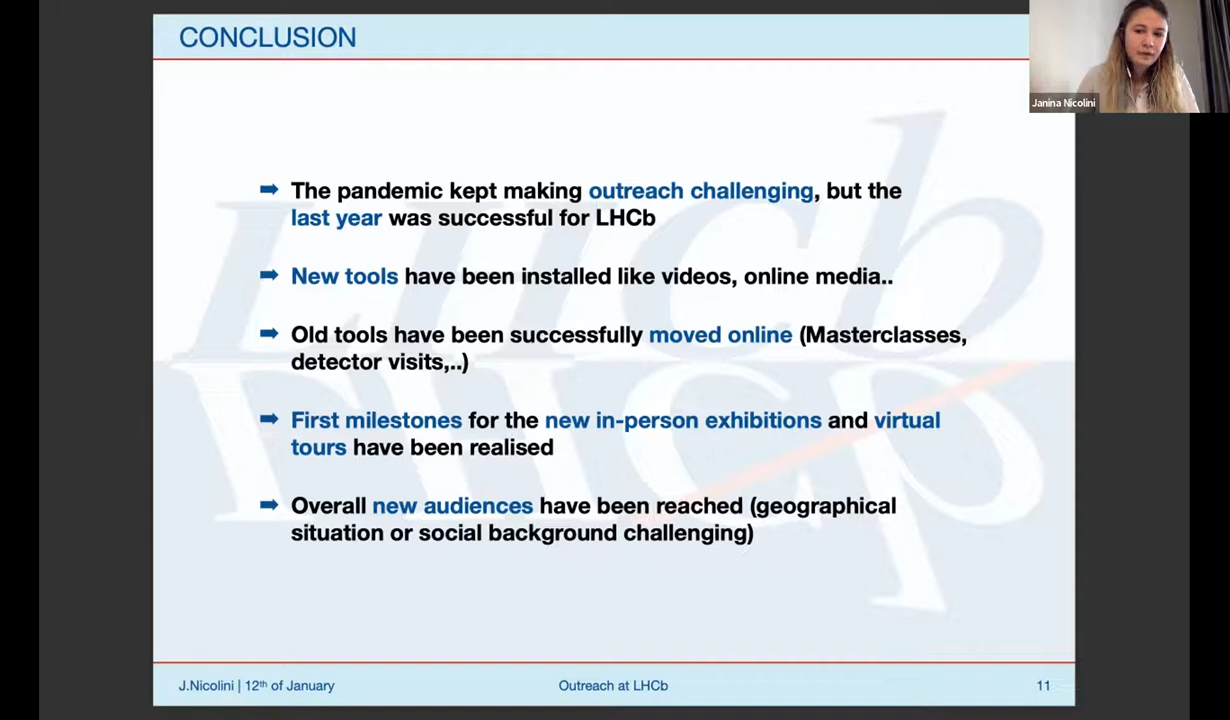 CONCLUSION
Janina Nicolini
➡ The pandemic kept making outreach challenging, but the
last year was successful for LHCb
➡ New tools have been installed like videos, online media..
➡ Old tools have been successfully moved online (Masterclasses,
detector visits,..)
➡ First milestones for the new in-person exhibitions and virtual
tours have been realised
➡ Overall new audiences have been reached (geographical
situation or social background challenging)
LHCb
LHCb
J.Nicolini | 12th of January
Outreach at LHCb
11